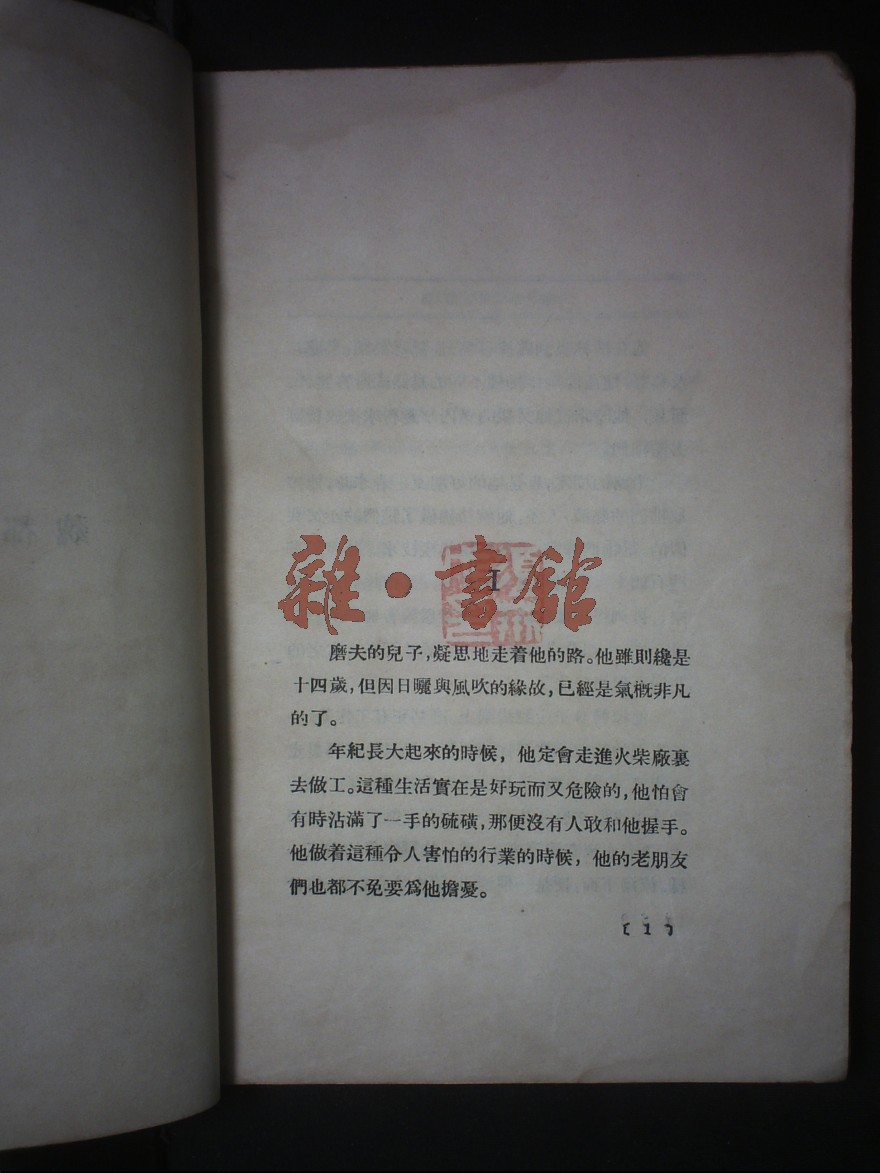 雜·書館
I
磨夫的兒子,凝思地走着他的路。他雖則纔是
十四歲,但因日曬與風吹的緣故,已經是氣概非凡
的了。
年紀長大起來的時候,他定會走進火柴廠裏
去做工。這種生活實在是好玩而又危險的,他怕會
有時沾滿了一手的硫磺,那便沒有人敢和他握手。
他做着這種令人害怕的行業的時候,他的老朋友
們也都不免要爲他擔憂。
[1]